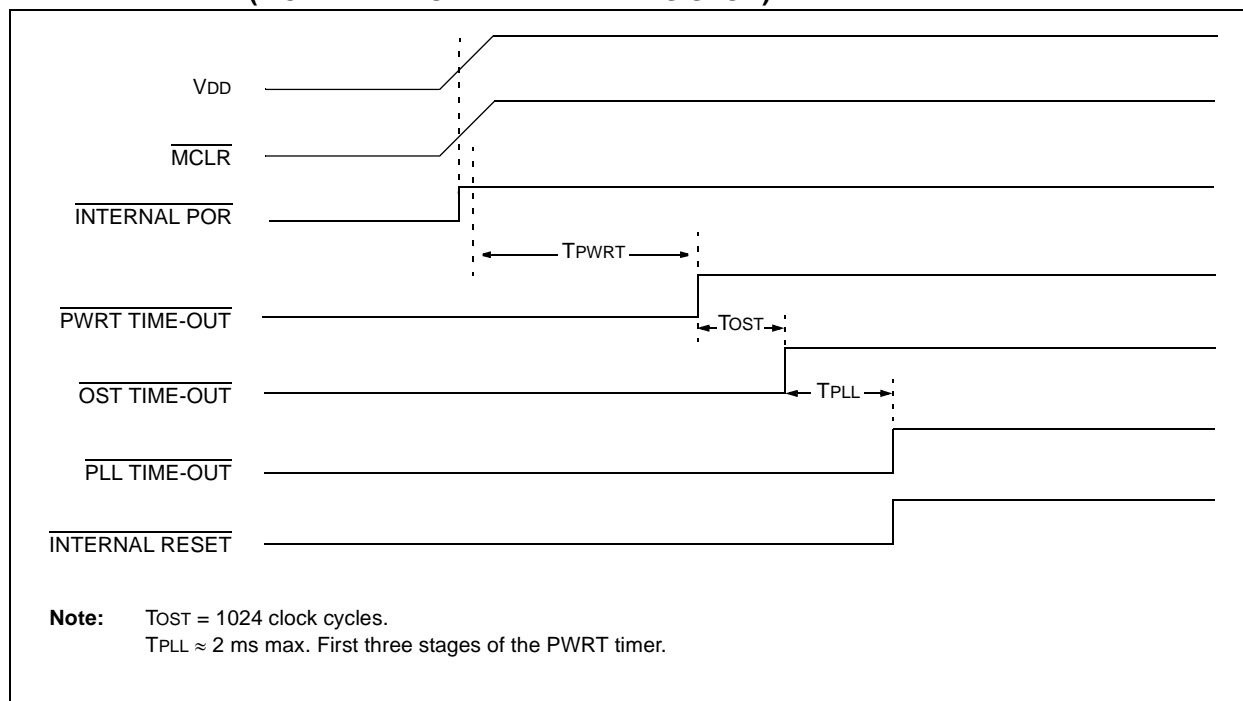 VDD
MCLR
INTERNAL POR
TPWRT
PWRT TIME-OUT
TOST
OST TIME-OUT
TPLL
PLL TIME-OUT
INTERNAL RESET
Note: TOST = 1024 clock cycles.
TPLL ≈ 2 ms max. First three stages of the PWRT timer.